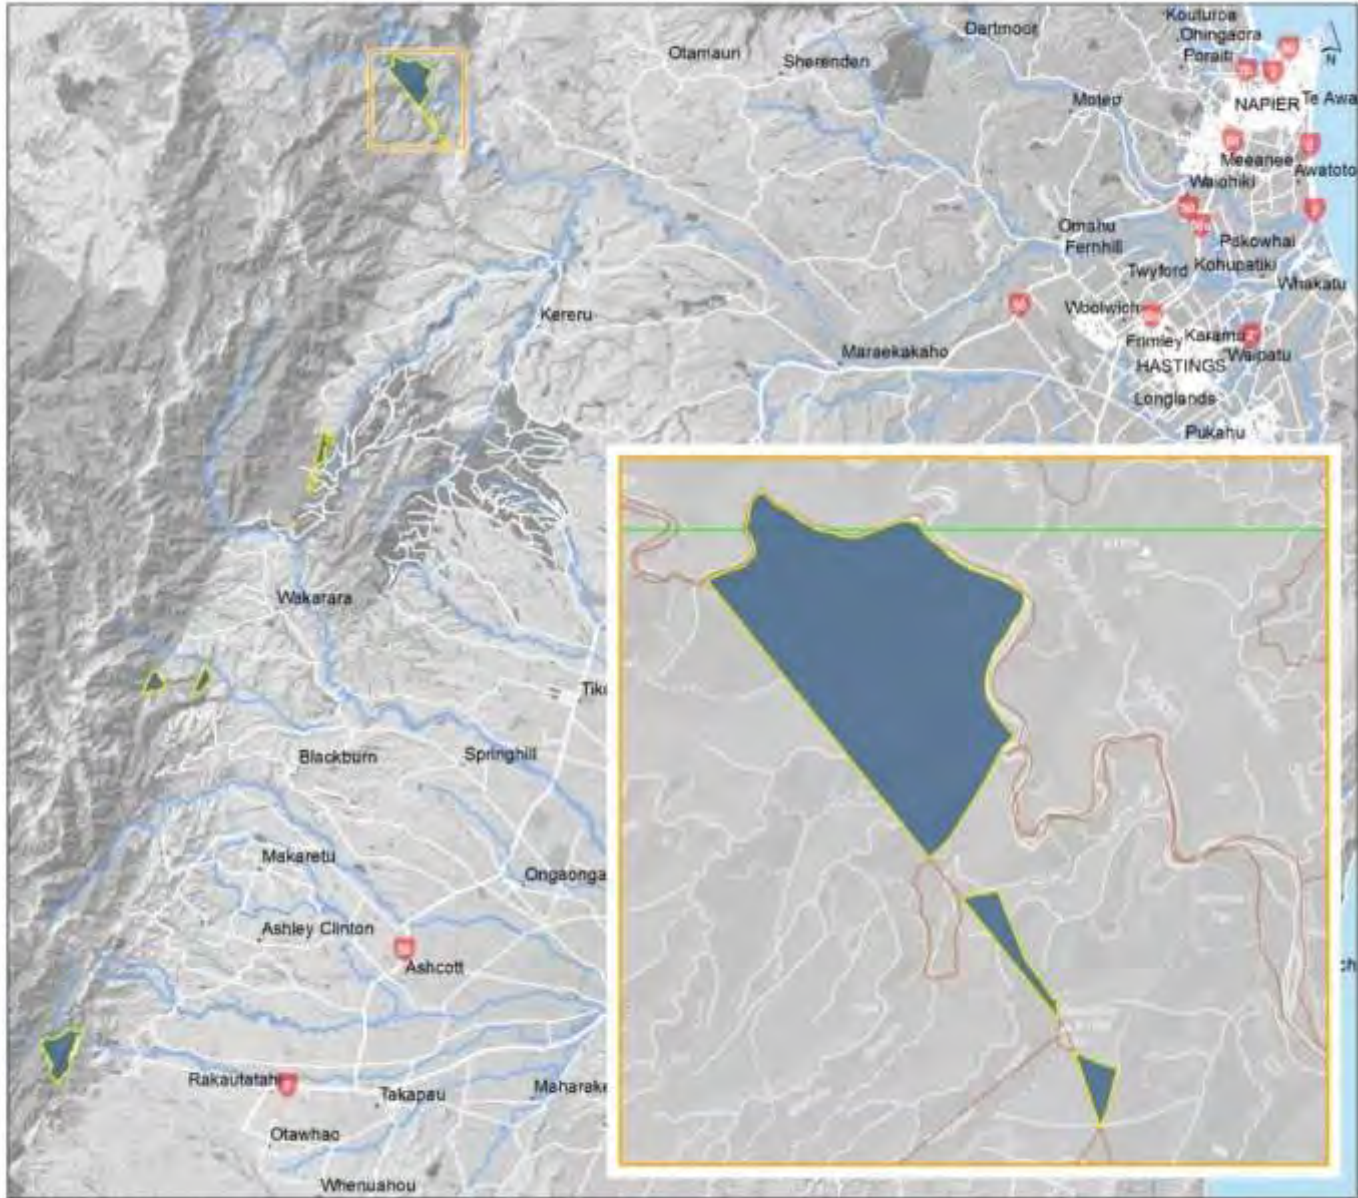 Kouturoa
Dartmoor
Ohingaora
Otamauri
Poraiti
Sherenden
N
NAPIER
Te Awa
Moteo
Meeanee
Awatoto
Waiohiki
Omahu
Fernhill
Pakowhai
Twyford
Kohupatiki
Whakatu
Kereru
Woolwich
Frimley
Karamu
Waipatu
Maraekakaho
HASTINGS
Longlands
Pukahu
Wakarara
Blackburn
Springhill
Makaretu
Ongaonga
Ashley Clinton
Ashcott
Takapau
Otawhao
Whenuahou